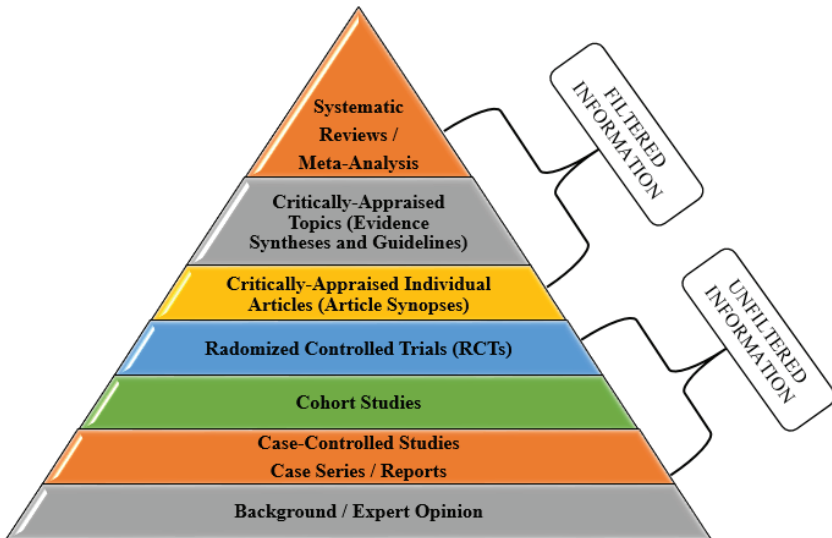 Systematic
Reviews /
Meta-Analysis
Critically-Appraised
Topics (Evidence
Syntheses and Guidelines)
Critically-Appraised Individual
Articles (Article Synopses)
Radomized Controlled Trials (RCTs)
Cohort Studies
Case-Controlled Studies
Case Series / Reports
Background / Expert Opinion
FILTERED
INFORMATION
UNFILTERED
INFORMATION